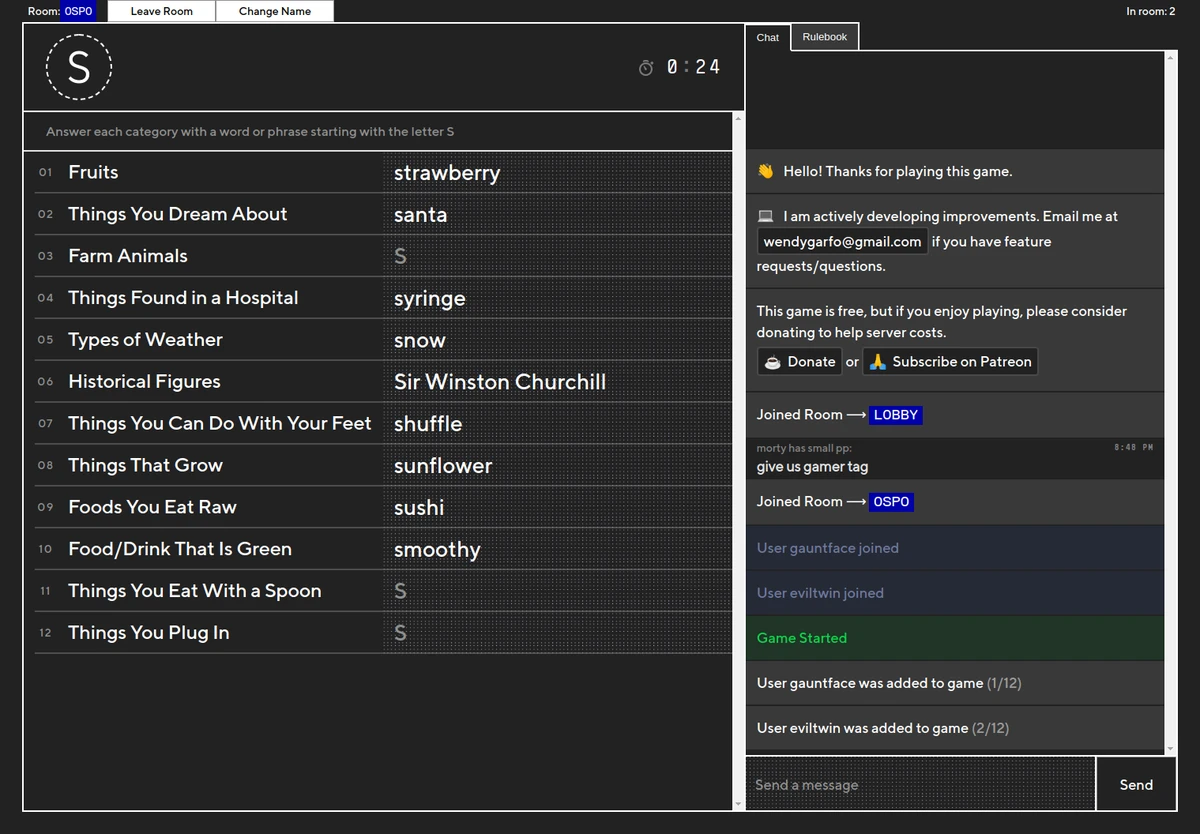 Room: OSPO Leave Room Change Name In room: 2
S 0:24
Answer each category with a word or phrase starting with the letter S
01 Fruits strawberry
02 Things You Dream About santa
03 Farm Animals S
04 Things Found in a Hospital syringe
05 Types of Weather snow
06 Historical Figures Sir Winston Churchill
07 Things You Can Do With Your Feet shuffle
08 Things That Grow sunflower
09 Foods You Eat Raw sushi
10 Food/Drink That Is Green smoothy
11 Things You Eat With a Spoon S
12 Things You Plug In S
Chat Rulebook
👋 Hello! Thanks for playing this game.
💻 I am actively developing improvements. Email me at
wendygarfo@gmail.com if you have feature
requests/questions.
This game is free, but if you enjoy playing, please consider
donating to help server costs.
☕ Donate or 🙏 Subscribe on Patreon
Joined Room ⟶ LOBBY
morty has small pp: 8:48 PM
give us gamer tag
Joined Room ⟶ OSPO
User gauntface joined
User eviltwin joined
Game Started
User gauntface was added to game (1/12)
User eviltwin was added to game (2/12)
Send a message Send